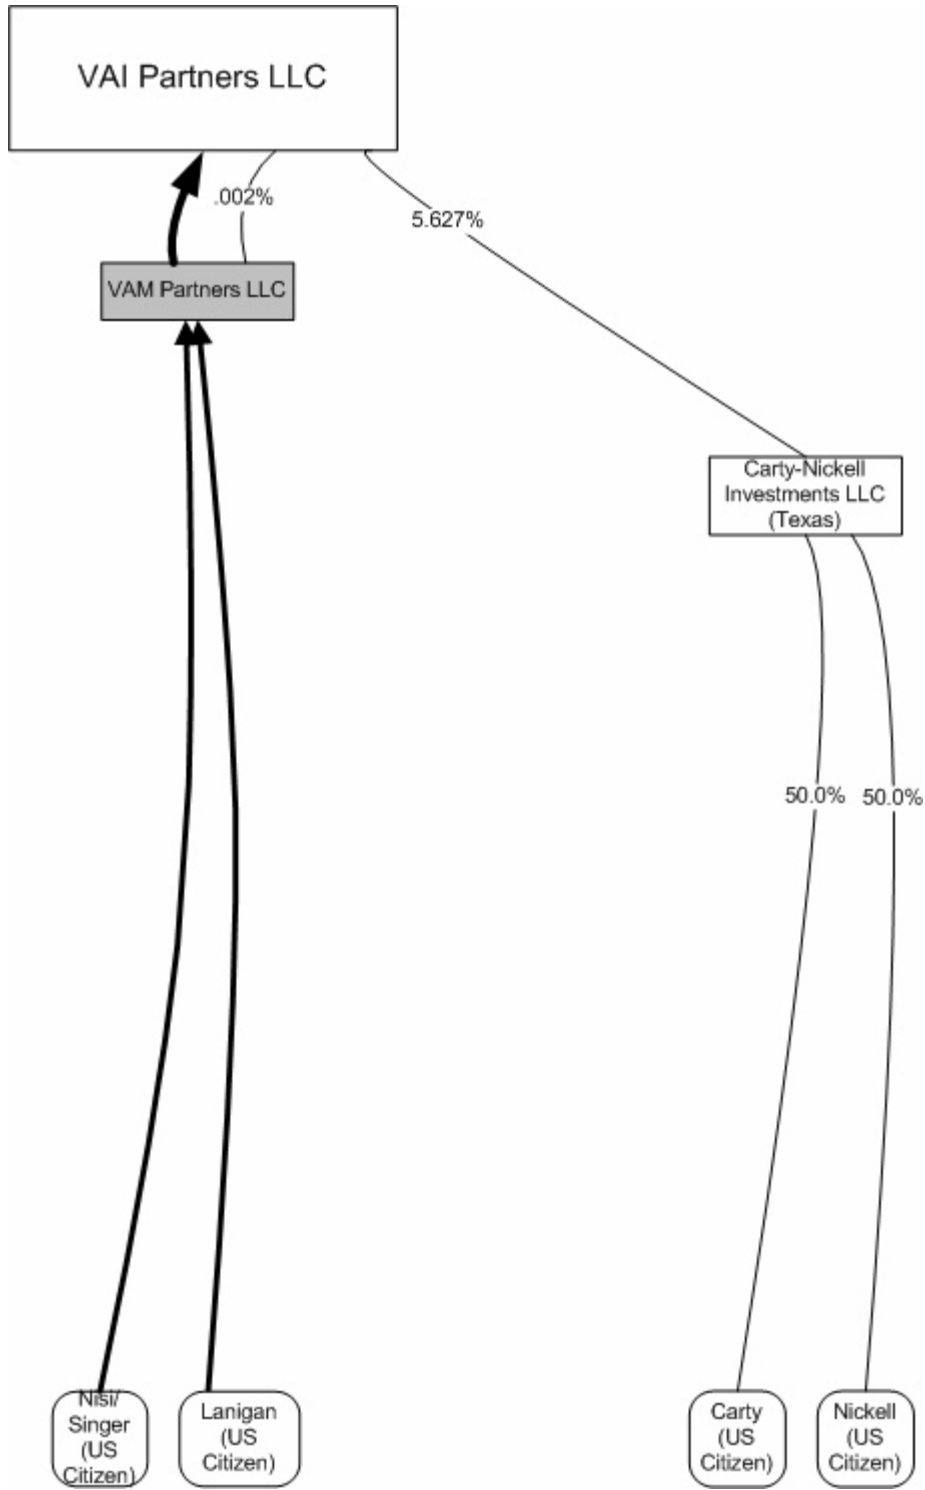 VAI Partners LLC
.002%
5.627%
VAM Partners LLC
Carty-Nickell
Investments LLC
(Texas)
50.0%
50.0%
Nisi/
Singer
(US
Citizen)
Lanigan
(US
Citizen)
Carty
(US
Citizen)
Nickell
(US
Citizen)